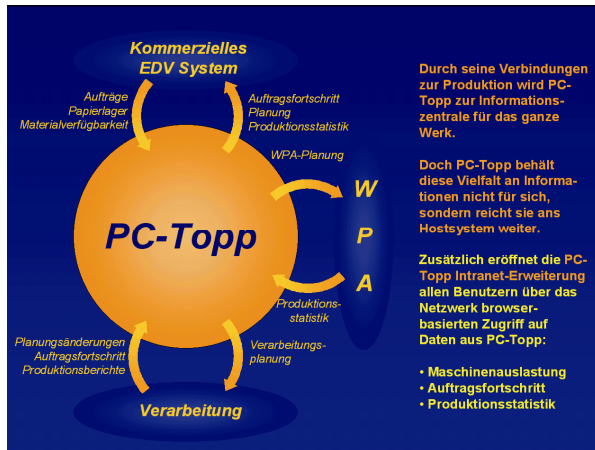 Kommerzielles
EDV System
Aufträge
Papierlager
Materialverfügbarkeit
Auftragsfortschritt
Planung
Produktionsstatistik
WPA-Planung
PC-Topp
W
P
A
Produktions-
statistik
Planungsänderungen
Auftragsfortschritt
Produktionsberichte
Verarbeitungs-
planung
Verarbeitung
Durch seine Verbindungen
zur Produktion wird PC-
Topp zur Informations-
zentrale für das ganze
Werk.
Doch PC-Topp behält
diese Vielfalt an Informa-
tionen nicht für sich,
sondern reicht sie ans
Hostsystem weiter.
Zusätzlich eröffnet die PC-
Topp Intranet-Erweiterung
allen Benutzern über das
Netzwerk browser-
basierten Zugriff auf
Daten aus PC-Topp:
• Maschinenauslastung
• Auftragsfortschritt
• Produktionsstatistik